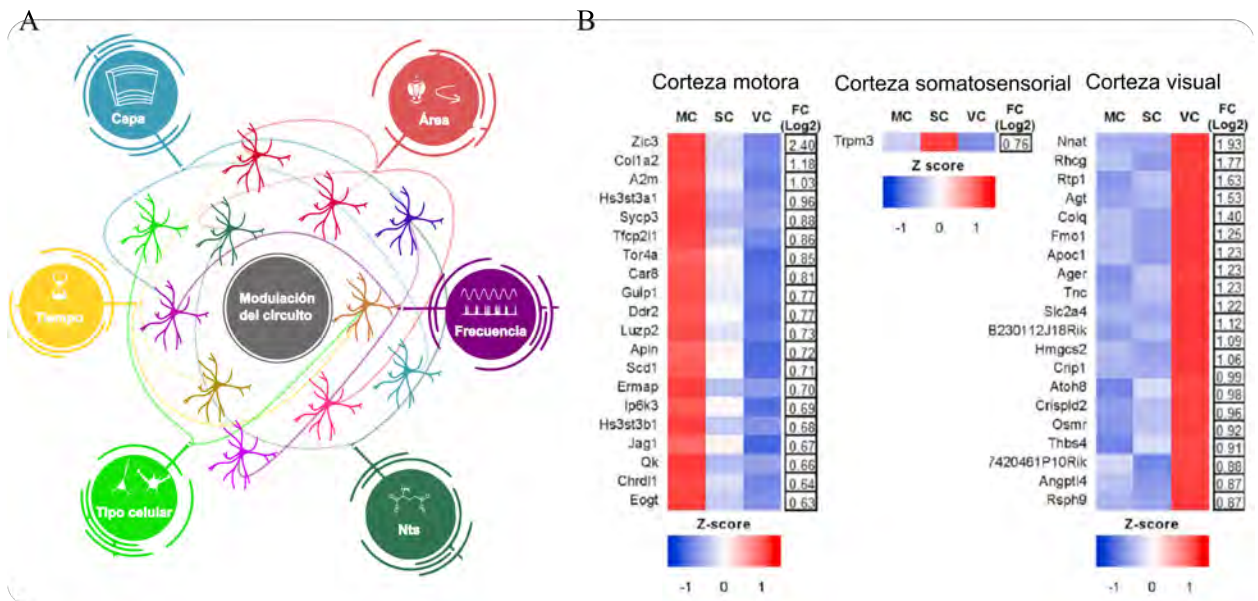 A
B
Capa
Área
Tiempo
Modulación
del circuito
Frecuencia
Tipo celular
Nts
Corteza motora
MC SC VC FC
(Log2)
Zic3 2.40
Col1a2 1.18
A2m 1.03
Hs3st3a1 0.96
Sycp3 0.88
Tfcp2l1 0.86
Tor4a 0.85
Car8 0.81
Gulp1 0.77
Ddr2 0.77
Luzp2 0.73
Apln 0.72
Scd1 0.71
Ermap 0.70
Ip6k3 0.69
Hs3st3b1 0.68
Jag1 0.67
Qk 0.66
Chrdl1 0.64
Eogt 0.63
Z-score
-1 0 1
Corteza somatosensorial
MC SC VC FC
(Log2)
Trpm3 0.76
Z score
-1 0 1
Corteza visual
MC SC VC FC
(Log2)
Nnat 1.93
Rhcg 1.77
Rtp1 1.63
Agt 1.53
Colq 1.40
Fmo1 1.25
Apoc1 1.23
Ager 1.23
Tnc 1.23
Slc2a4 1.22
B230112J18Rik 1.12
Hmgcs2 1.09
Crip1 1.06
Atoh8 0.99
Crispld2 0.98
Osmr 0.96
Thbs4 0.92
7420461P10Rik 0.91
Angptl4 0.88
Rsph9 0.87
0.87
Z-score
-1 0 1